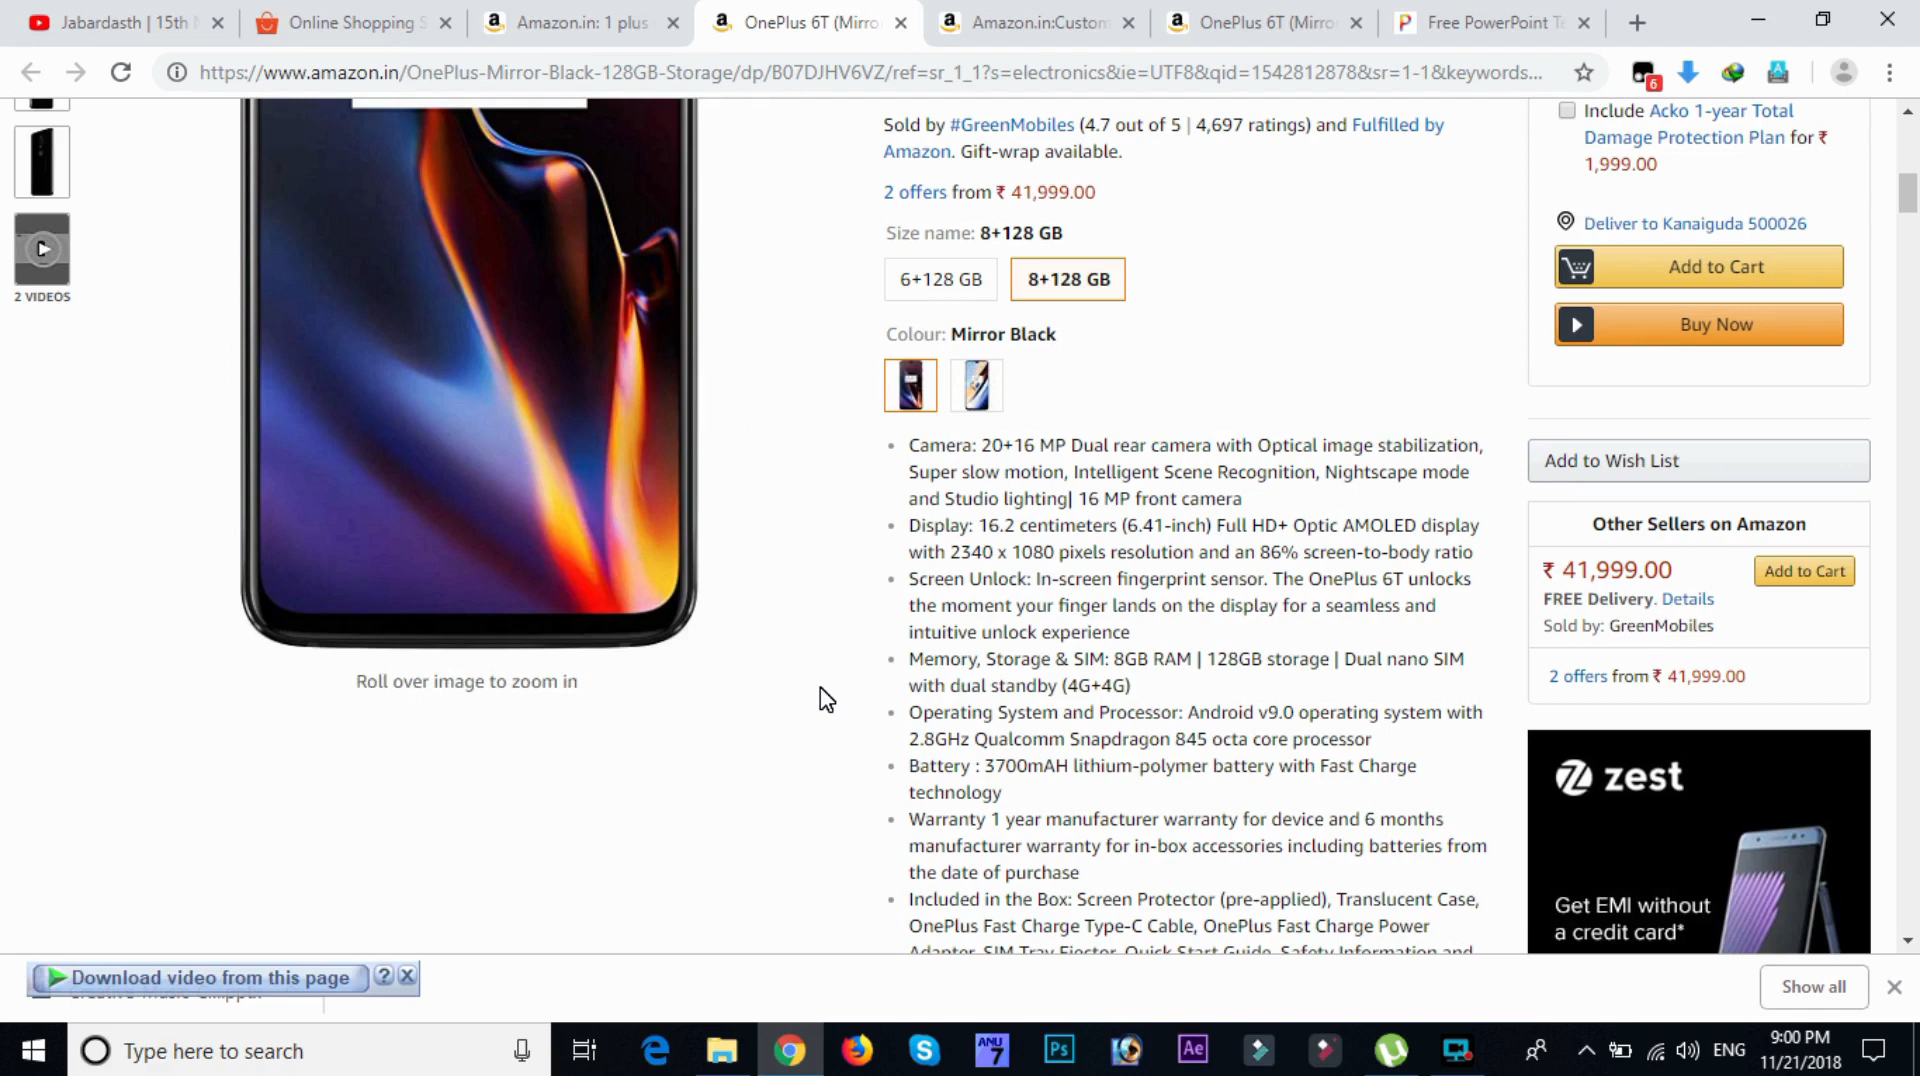 Jabardasth | 15th
Online Shopping S
Amazon.in: 1 plus
OnePlus 6T (Mirro
Amazon.in:Custom
OnePlus 6T (Mirro
Free PowerPoint Te
https://www.amazon.in/OnePlus-Mirror-Black-128GB-Storage/dp/B07DJHV6VZ/ref=sr_1_1?s=electronics&ie=UTF8&qid=1542812878&sr=1-1&keywords...
6
2 VIDEOS
Roll over image to zoom in
Sold by #GreenMobiles (4.7 out of 5 | 4,697 ratings) and Fulfilled by
Amazon. Gift-wrap available.
2 offers from ₹ 41,999.00
Size name: 8+128 GB
6+128 GB
8+128 GB
Colour: Mirror Black
Camera: 20+16 MP Dual rear camera with Optical image stabilization,
Super slow motion, Intelligent Scene Recognition, Nightscape mode
and Studio lighting| 16 MP front camera
Display: 16.2 centimeters (6.41-inch) Full HD+ Optic AMOLED display
with 2340 x 1080 pixels resolution and an 86% screen-to-body ratio
Screen Unlock: In-screen fingerprint sensor. The OnePlus 6T unlocks
the moment your finger lands on the display for a seamless and
intuitive unlock experience
Memory, Storage & SIM: 8GB RAM | 128GB storage | Dual nano SIM
with dual standby (4G+4G)
Operating System and Processor: Android v9.0 operating system with
2.8GHz Qualcomm Snapdragon 845 octa core processor
Battery : 3700mAH lithium-polymer battery with Fast Charge
technology
Warranty 1 year manufacturer warranty for device and 6 months
manufacturer warranty for in-box accessories including batteries from
the date of purchase
Included in the Box: Screen Protector (pre-applied), Translucent Case,
OnePlus Fast Charge Type-C Cable, OnePlus Fast Charge Power
Adapter, SIM Tray Ejector, Quick Start Guide, Safety Information and
Include Acko 1-year Total
Damage Protection Plan for ₹
1,999.00
Deliver to Kanaiguda 500026
Add to Cart
Buy Now
Add to Wish List
Other Sellers on Amazon
₹ 41,999.00
Add to Cart
FREE Delivery. Details
Sold by: GreenMobiles
2 offers from ₹ 41,999.00
zest
Get EMI without
a credit card*
Download video from this page
?
Show all
Type here to search
ANU
7
Ps
Ae
ENG
9:00 PM
11/21/2018